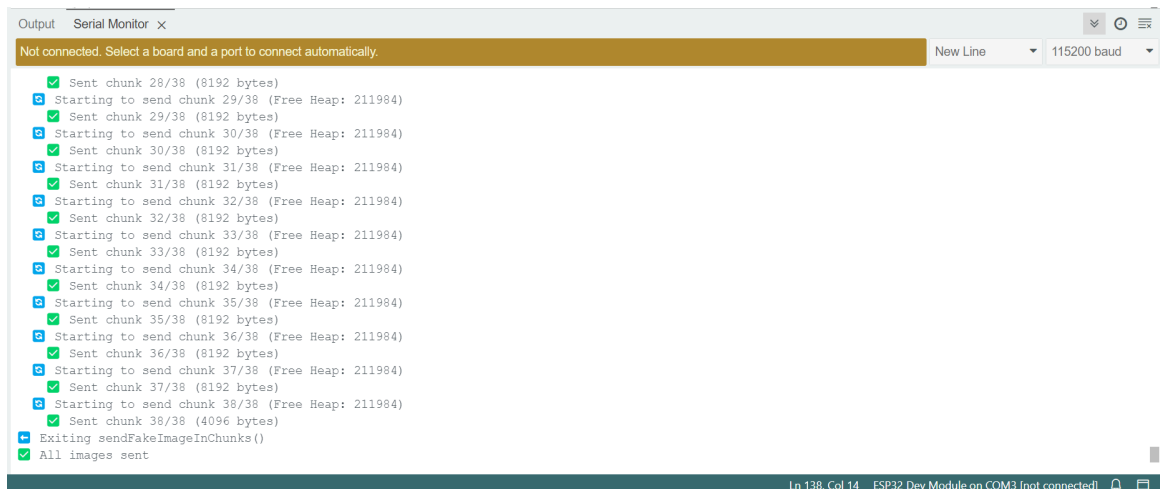 Output Serial Monitor ×
Not connected. Select a board and a port to connect automatically. New Line 115200 baud
✅ Sent chunk 28/38 (8192 bytes)
🔄 Starting to send chunk 29/38 (Free Heap: 211984)
✅ Sent chunk 29/38 (8192 bytes)
🔄 Starting to send chunk 30/38 (Free Heap: 211984)
✅ Sent chunk 30/38 (8192 bytes)
🔄 Starting to send chunk 31/38 (Free Heap: 211984)
✅ Sent chunk 31/38 (8192 bytes)
🔄 Starting to send chunk 32/38 (Free Heap: 211984)
✅ Sent chunk 32/38 (8192 bytes)
🔄 Starting to send chunk 33/38 (Free Heap: 211984)
✅ Sent chunk 33/38 (8192 bytes)
🔄 Starting to send chunk 34/38 (Free Heap: 211984)
✅ Sent chunk 34/38 (8192 bytes)
🔄 Starting to send chunk 35/38 (Free Heap: 211984)
✅ Sent chunk 35/38 (8192 bytes)
🔄 Starting to send chunk 36/38 (Free Heap: 211984)
✅ Sent chunk 36/38 (8192 bytes)
🔄 Starting to send chunk 37/38 (Free Heap: 211984)
✅ Sent chunk 37/38 (8192 bytes)
🔄 Starting to send chunk 38/38 (Free Heap: 211984)
✅ Sent chunk 38/38 (4096 bytes)
⬅️ Exiting sendFakeImageInChunks()
✅ All images sent
Ln 138, Col 14 ESP32 Dev Module on COM3 [not connected]